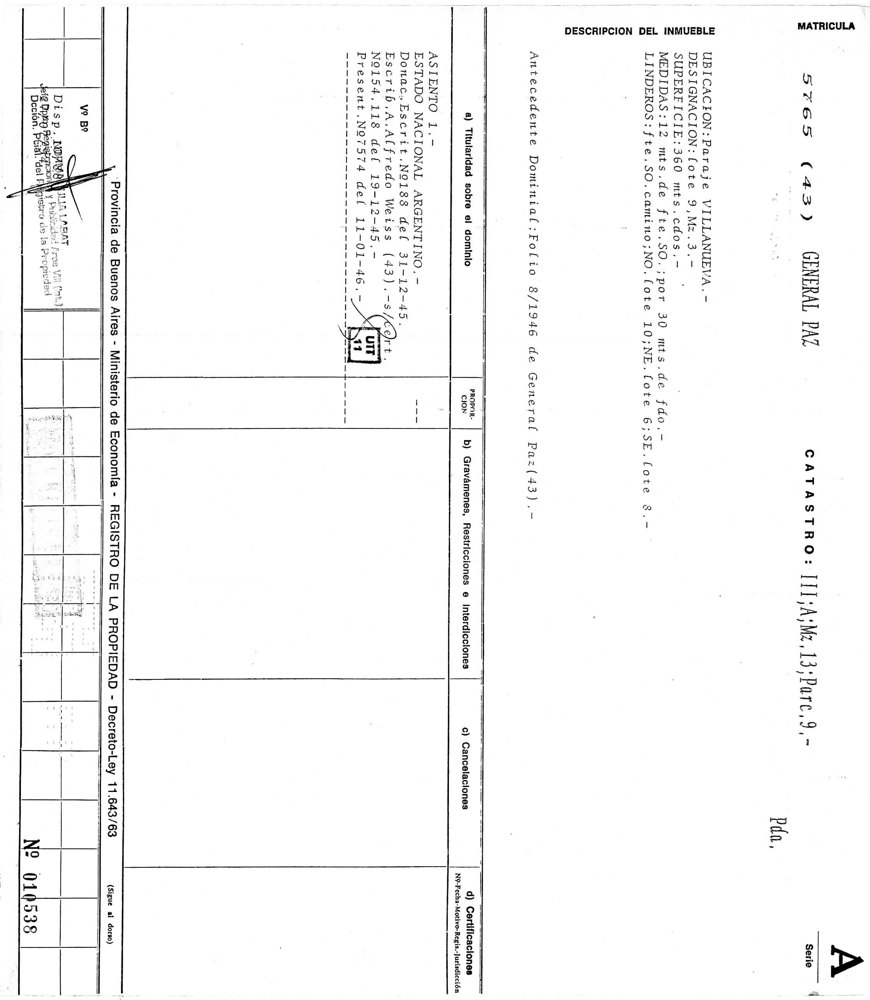 MATRICULA
5765 (43) GENERAL PAZ
CATASTRO: III;A;Mz.13;Parc.9.-
Pda.
A
Serie
DESCRIPCION DEL INMUEBLE
UBICACION:Paraje VILLANUEVA.-
DESIGNACION:lote 9,Mz.3.-
SUPERFICIE:360 mts.cdos.-
MEDIDAS:12 mts.de fte.SO.;por 30 mts.de fdo.-
LINDEROS:fte.SO.camino;NO.lote 10;NE.lote 6;SE.lote 8.-
Antecedente Dominial:Folio 8/1946 de General Paz(43).-
a) Titularidad sobre el dominio
PROPOR-
CION
b) Gravámenes, Restricciones e Interdicciones
c) Cancelaciones
d) Certificaciones
Nº-Fecha-Motivo-Regis.-Jurisdicción
ASIENTO 1.-
ESTADO NACIONAL ARGENTINO.- ---
Donac.Escrit.Nº188 del 31-12-45.
Escrib.A.Alfredo Weiss (43).-s/Cert.
Nº154.118 del 19-12-45.-
Present.Nº7574 del 11-01-46.-
UTT
11
Provincia de Buenos Aires - Ministerio de Economía - REGISTRO DE LA PROPIEDAD - Decreto-Ley 11.643/63
(Sigue al dorso)
Vº Bº
Disp.
LABAT
Jefe Dpto. Registraciones y Publicidad Area VIII (Int.)
Dcción. Pcial. del Registro de la Propiedad
Nº 010538